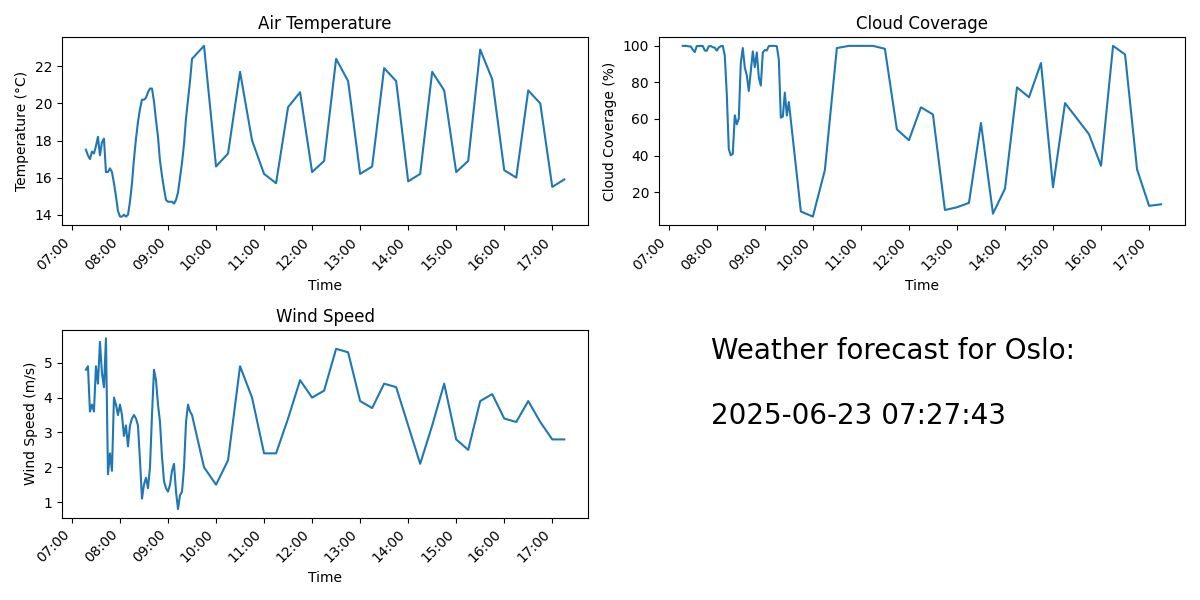 Air Temperature
Temperature (°C)
22
20
18
16
14
07:00 08:00 09:00 10:00 11:00 12:00 13:00 14:00 15:00 16:00 17:00
Time
Cloud Coverage
Cloud Coverage (%)
100
80
60
40
20
07:00 08:00 09:00 10:00 11:00 12:00 13:00 14:00 15:00 16:00 17:00
Time
Wind Speed
Wind Speed (m/s)
5
4
3
2
1
07:00 08:00 09:00 10:00 11:00 12:00 13:00 14:00 15:00 16:00 17:00
Time
Weather forecast for Oslo:
2025-06-23 07:27:43